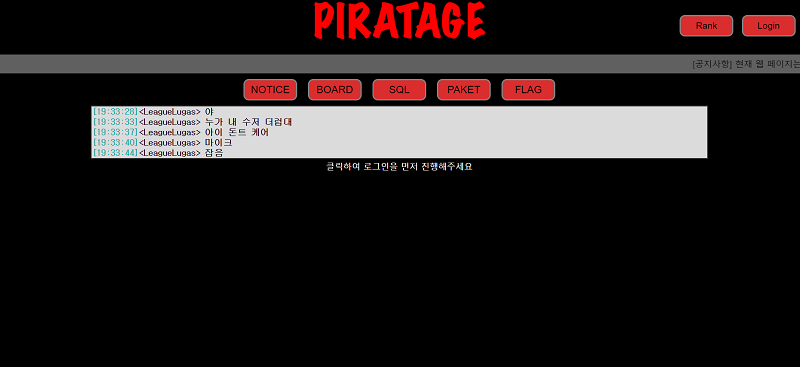 PIRATAGE
Rank
Login
[공지사항] 현재 웹 페이지는
NOTICE
BOARD
SQL
PAKET
FLAG
[19:33:28]<LeagueLugas> 야
[19:33:33]<LeagueLugas> 누가 내 수저 더럽대
[19:33:37]<LeagueLugas> 아이 돈트 케어
[19:33:40]<LeagueLugas> 마이크
[19:33:44]<LeagueLugas> 잡음
클릭하여 로그인을 먼저 진행해주세요